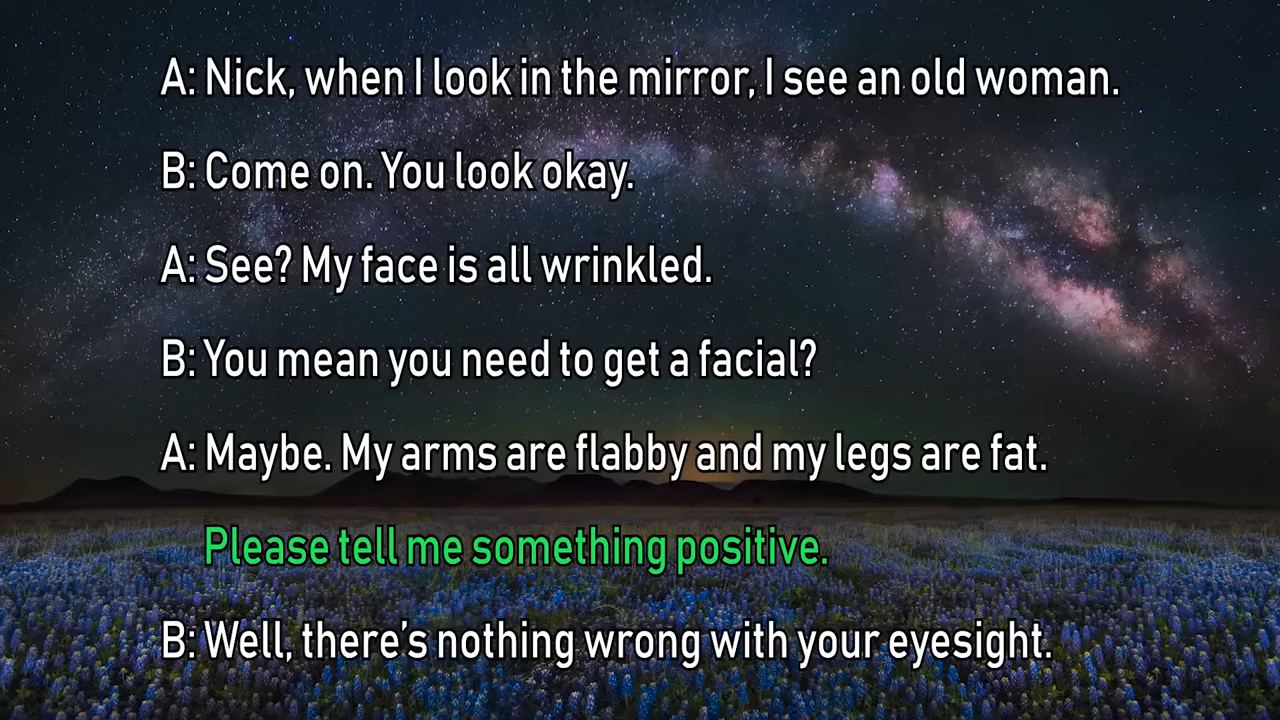 A: Nick, when I look in the mirror, I see an old woman.
B: Come on. You look okay.
A: See? My face is all wrinkled.
B: You mean you need to get a facial?
A: Maybe. My arms are flabby and my legs are fat.
Please tell me something positive.
B: Well, there’s nothing wrong with your eyesight.